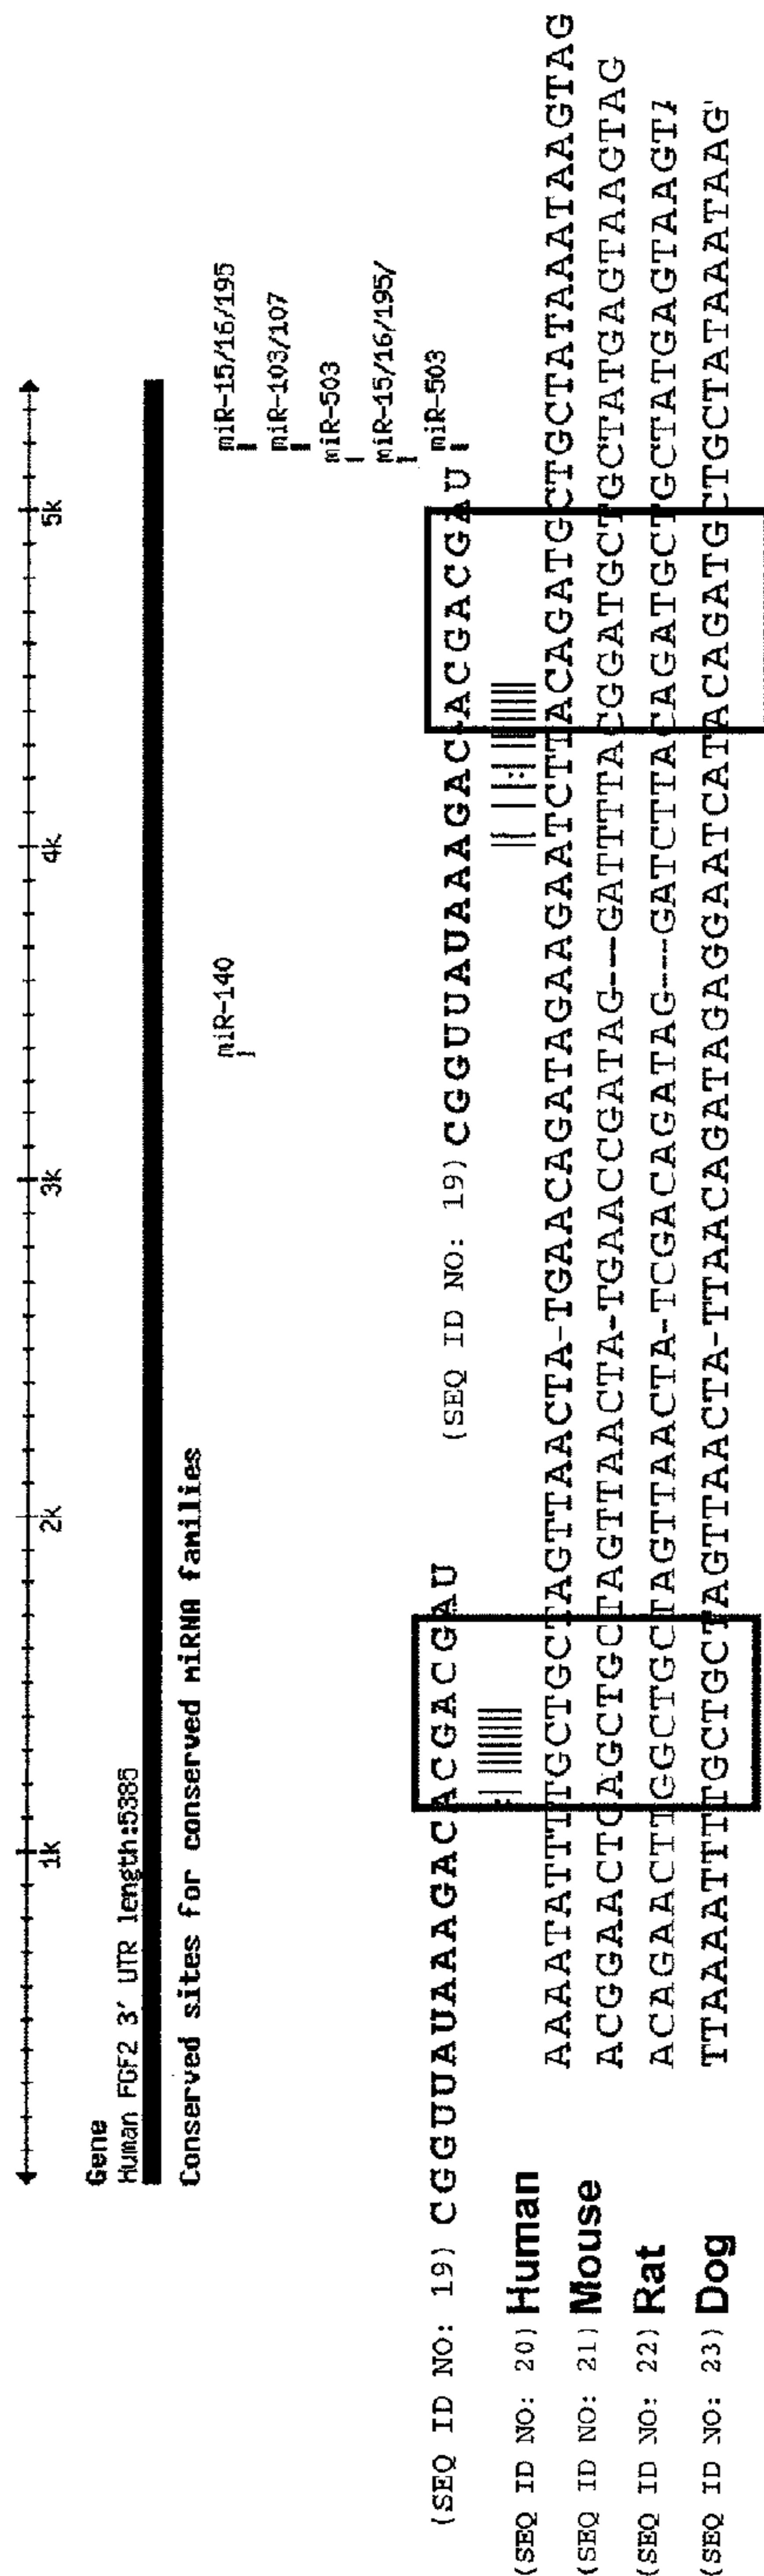 1k 2k 3k 4k 5k
Gene
Human FGF2 3' UTR length:5385
Conserved sites for conserved miRNA families
miR-140
miR-15/16/195
miR-103/107
miR-503
miR-15/16/195/
miR-503
(SEQ ID NO: 19) CGGUUAUAAAGACACGACGAU (SEQ ID NO: 19) CGGUUAUAAAGACACGACGAU
(SEQ ID NO: 20) Human AAAATATTTGCTGCTAGTTAACTA-TGAACAGATAGAAGAATCTTACAGATGCTGCTATAAATAAGTAG
(SEQ ID NO: 21) Mouse ACGGAACTCAGCTGCTAGTTAACTA-TGAACCGATAG---GATTTTACGGATGCTGCTATGAGTAAGTAG
(SEQ ID NO: 22) Rat ACAGAACTTGGCTGCTAGTTAACTA-TCGACAGATAG---GATCTTACAGATGCTGCTATGAGTAAGTA
(SEQ ID NO: 23) Dog TTAAAATTTTGCTGCTAGTTAACTA-TTAACAGATAGAGGAATCATACAGATGCTGCTATAAATAAG